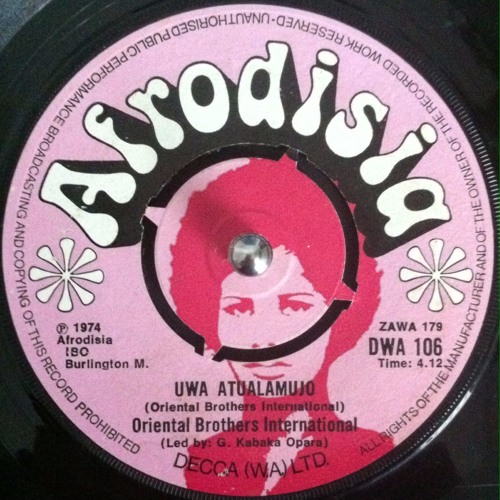 Afrodisia
UNAUTHORISED PUBLIC PERFORMANCE BROADCASTING AND COPYING OF THIS RECORD PROHIBITED
ALL RIGHTS OF THE MANUFACTURER AND OF THE OWNER OF THE RECORDED WORK RESERVED-
℗ 1974
Afrodisia
IBO
Burlington M.
ZAWA 179
DWA 106
Time: 4.12
UWA ATUALAMUJO
(Oriental Brothers International)
Oriental Brothers International
(Led by: G. Kabaka Opara)
DECCA (WA) LTD.